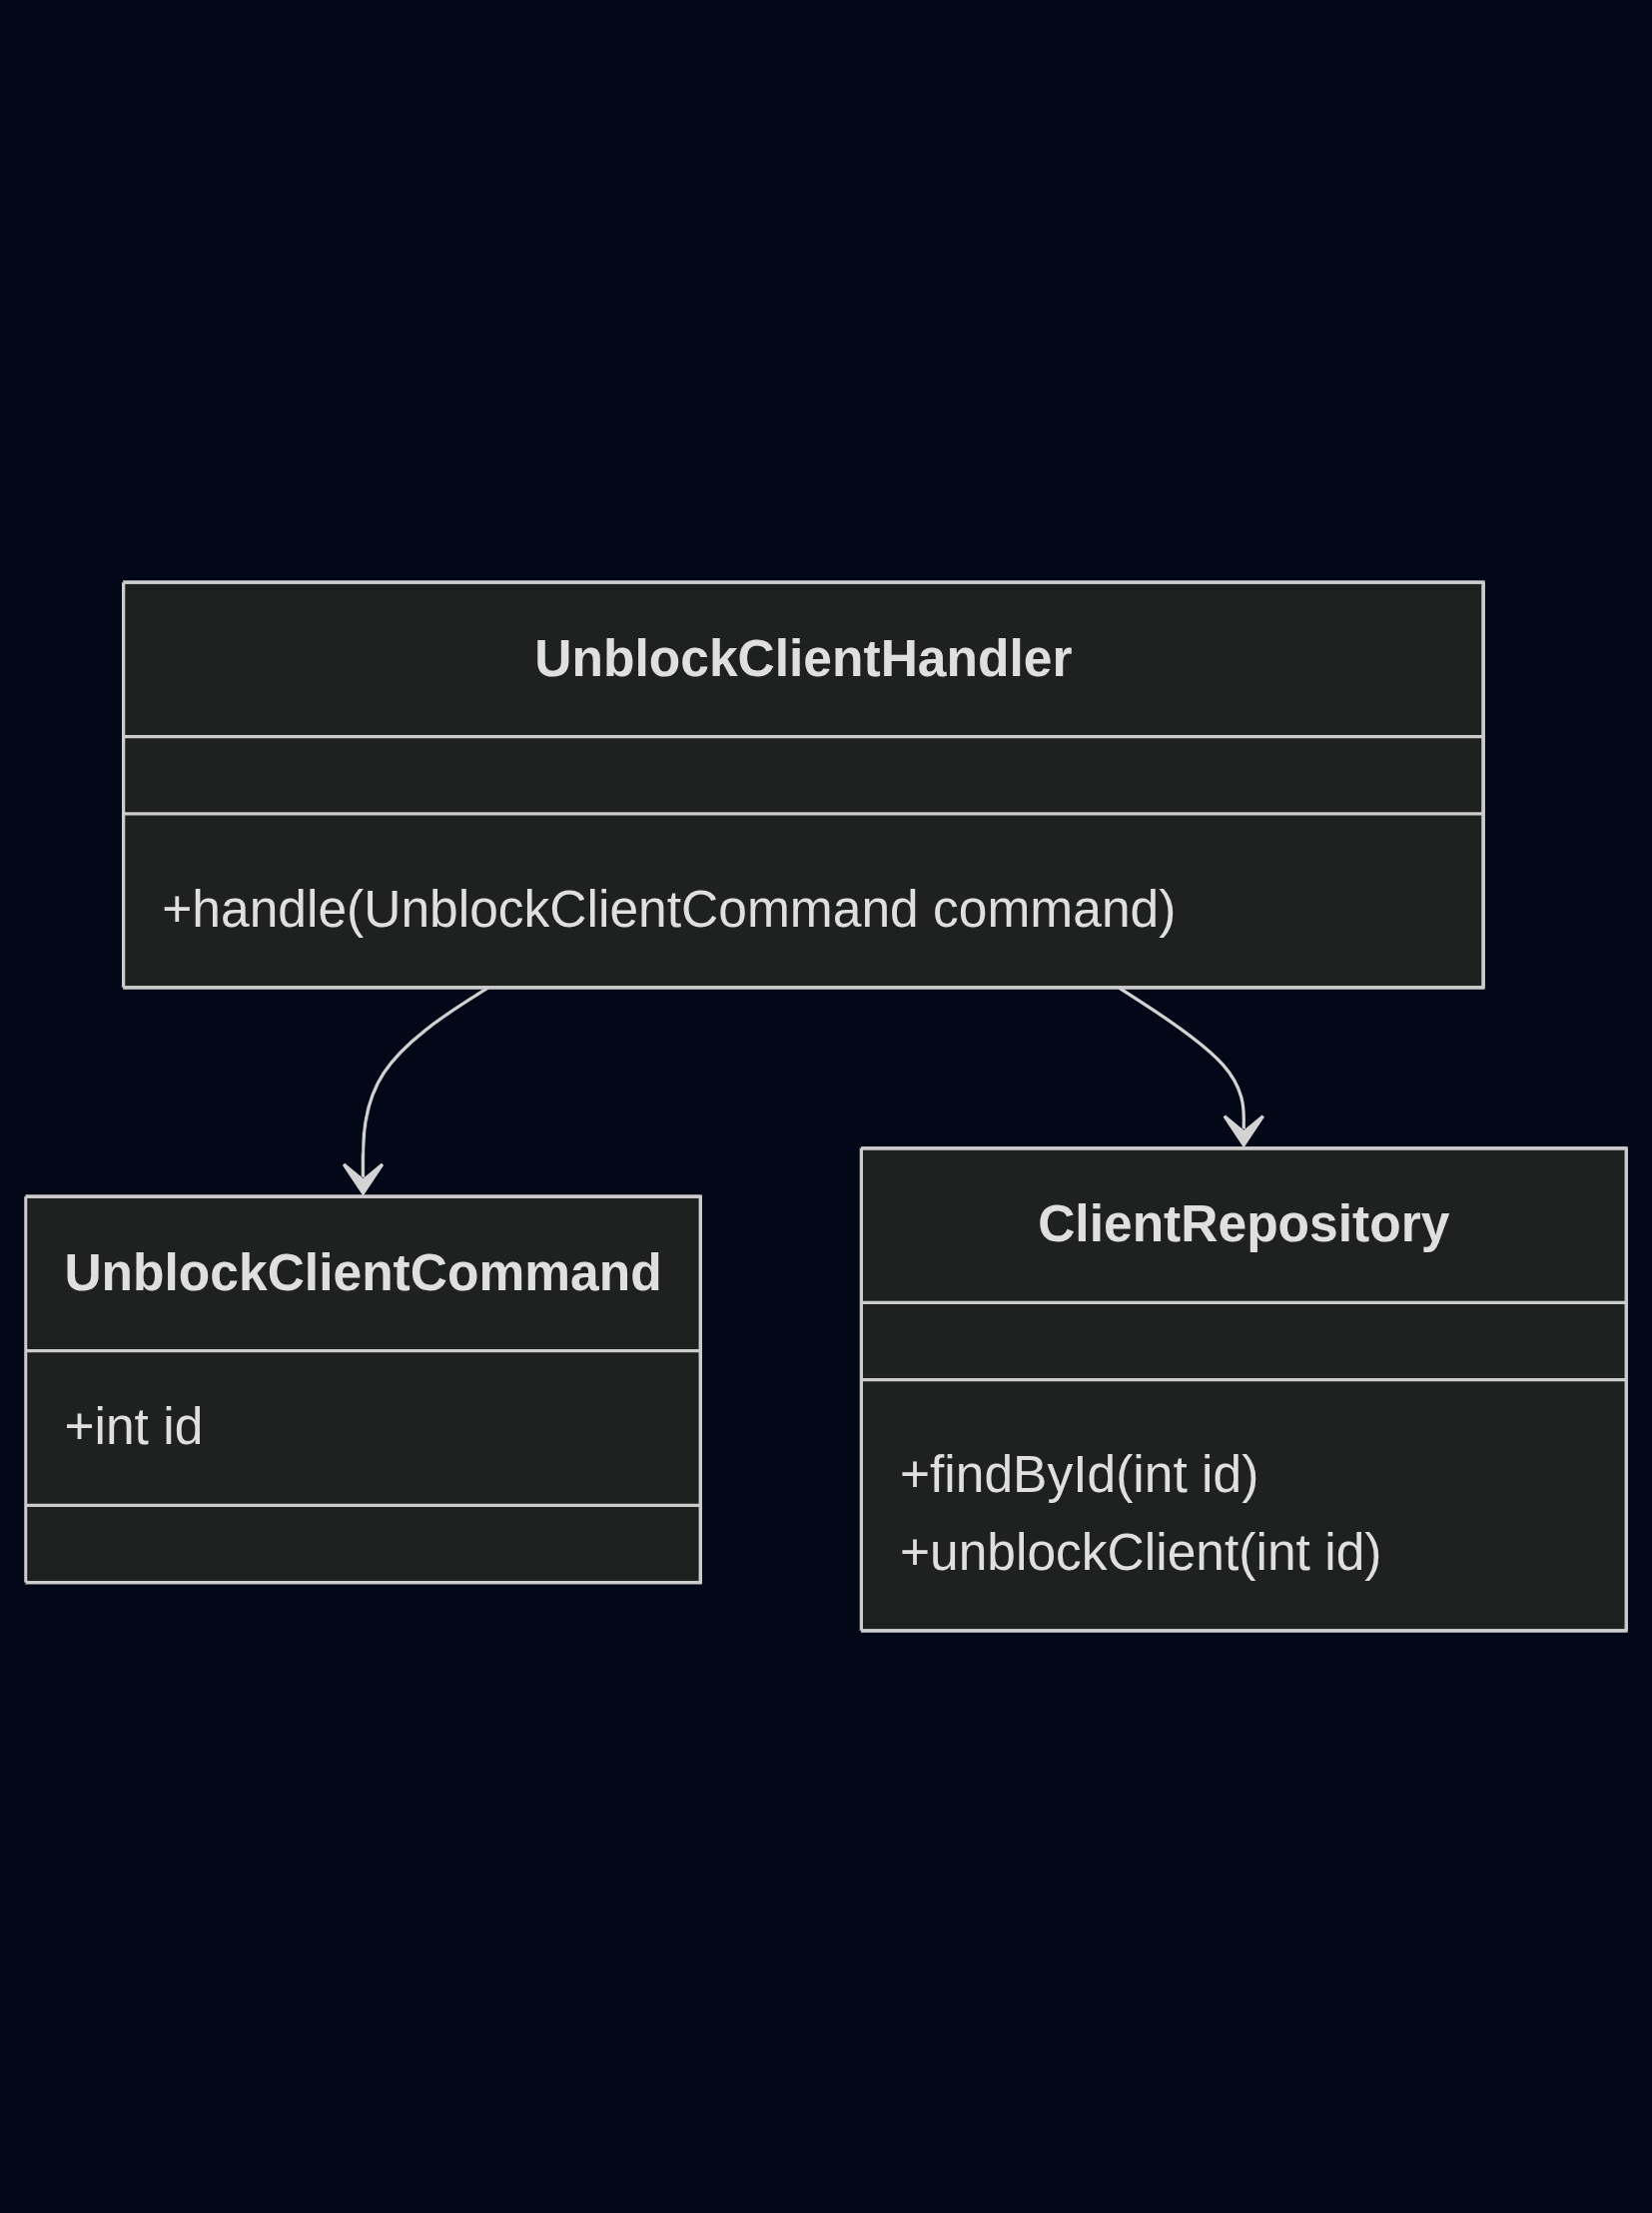 UnblockClientHandler
+handle(UnblockClientCommand command)
UnblockClientCommand
+int id
ClientRepository
+findById(int id)
+unblockClient(int id)